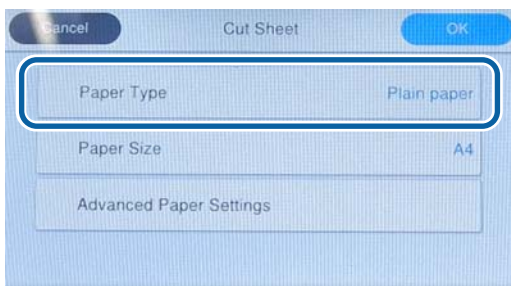 Cancel Cut Sheet OK
Paper Type Plain paper
Paper Size A4
Advanced Paper Settings